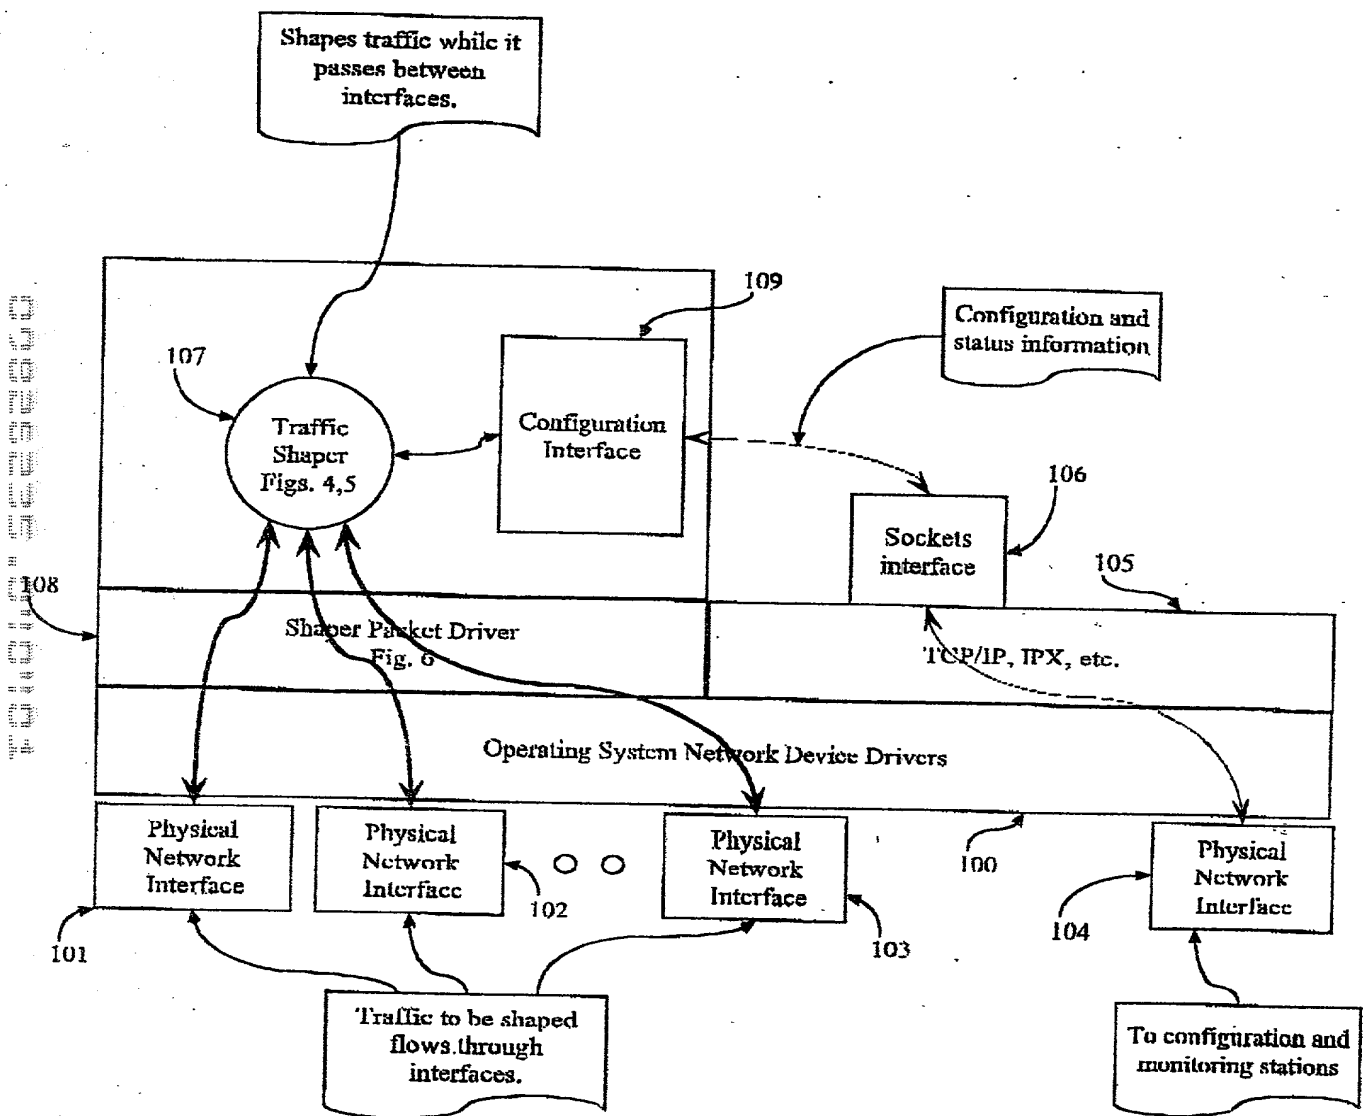 Shapes traffic while it
passes between
interfaces.
109
Configuration and
status information
107
Traffic
Shaper
Figs. 4,5
Configuration
Interface
106
Sockets
interface
105
108
Shaper Packet Driver
Fig. 6
TCP/IP, IPX, etc.
Operating System Network Device Drivers
Physical
Network
Interface
Physical
Network
Interface
Physical
Network
Interface
Physical
Network
Interface
100
101
102
103
104
Traffic to be shaped
flows through
interfaces.
To configuration and
monitoring stations